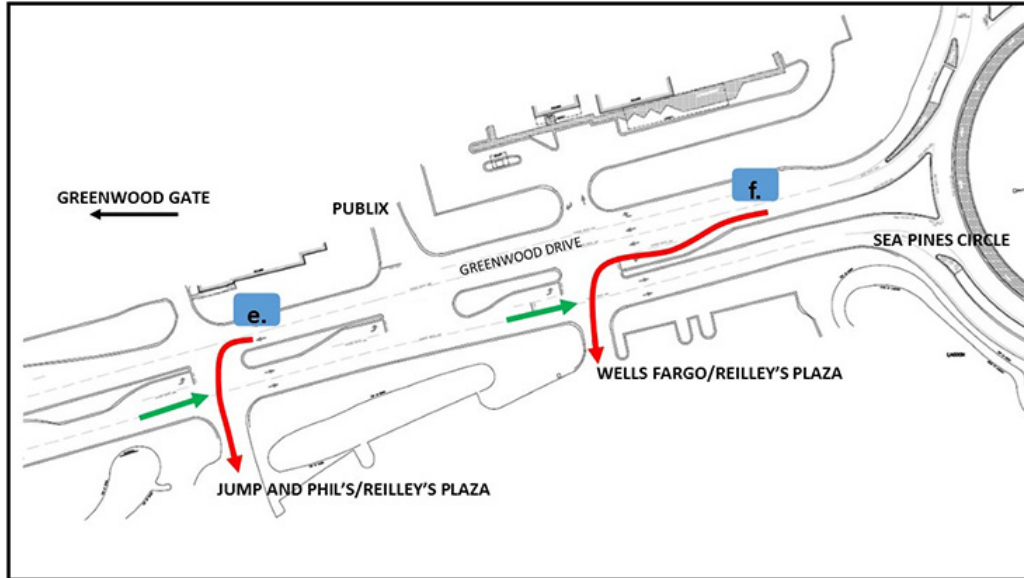 f.
GREENWOOD GATE
PUBLIX
SEA PINES CIRCLE
GREENWOOD DRIVE
e.
WELLS FARGO/REILLEY'S PLAZA
JUMP AND PHIL'S/REILLEY'S PLAZA